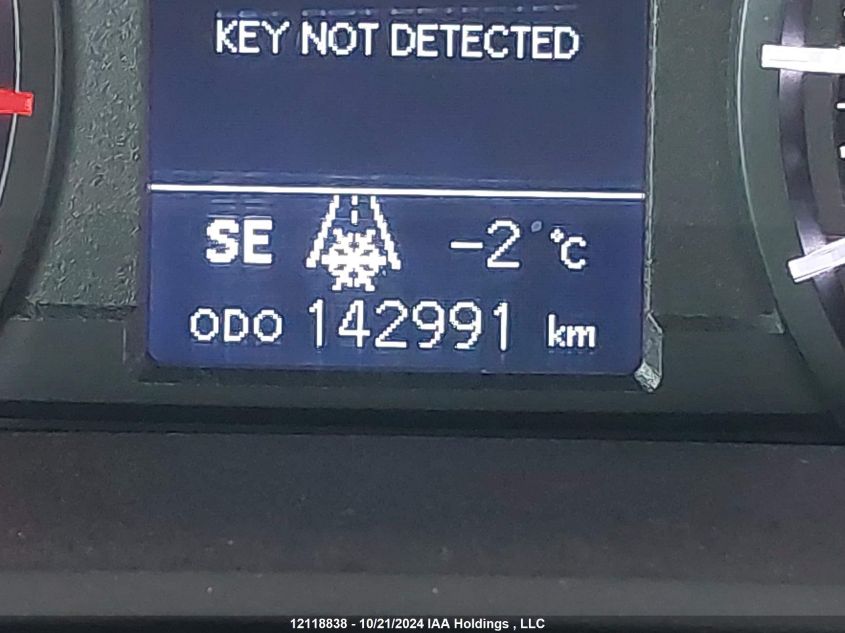 KEY NOT DETECTED
SE -2 °C
ODO 142991 km
12118838 - 10/21/2024 IAA Holdings , LLC